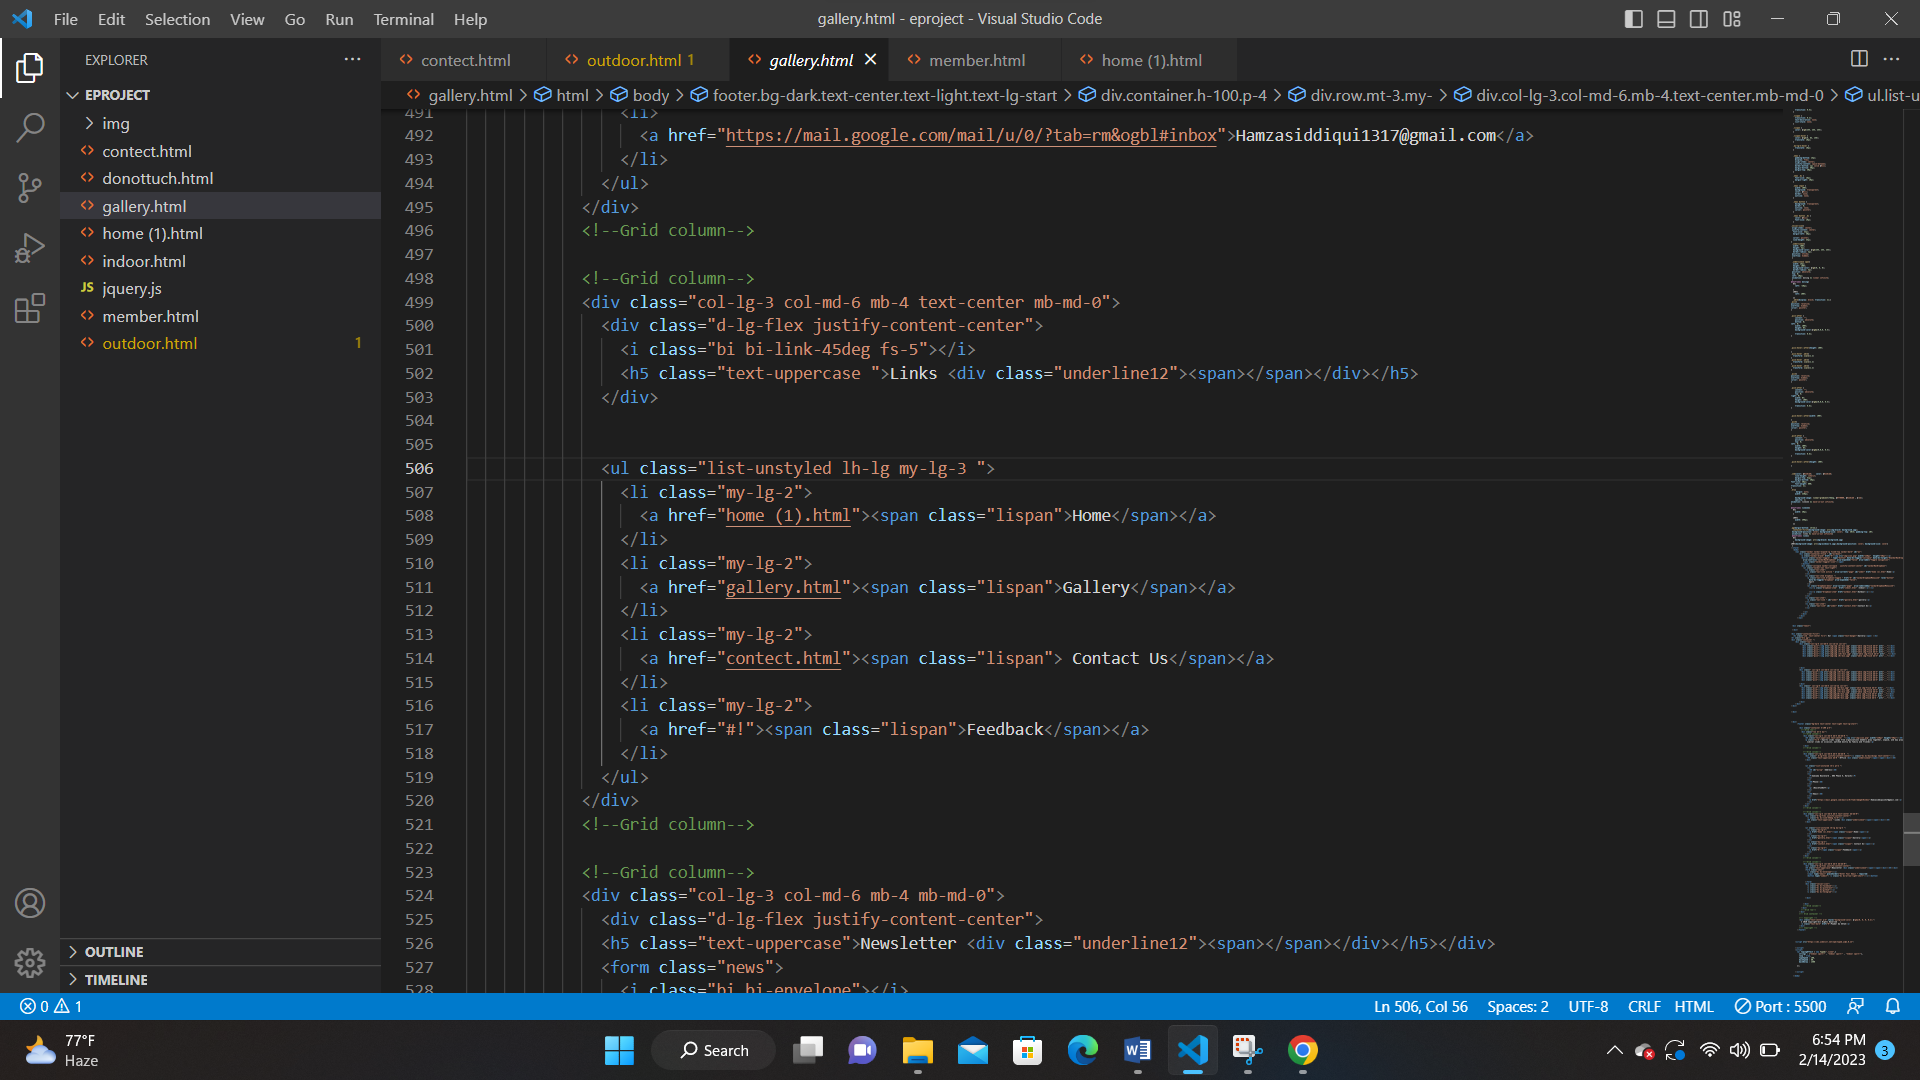 File Edit Selection View Go Run Terminal Help
gallery.html - eproject - Visual Studio Code
EXPLORER
EPROJECT
img
contect.html
donottuch.html
gallery.html
home (1).html
indoor.html
JS jquery.js
member.html
outdoor.html 1
OUTLINE
TIMELINE
contect.html outdoor.html 1 gallery.html member.html home (1).html
gallery.html > html > body > footer.bg-dark.text-center.text-light.text-lg-start > div.container.h-100.p-4 > div.row.mt-3.my- > div.col-lg-3.col-md-6.mb-4.text-center.mb-md-0 > ul.list-u
491 <li>
492 <a href="https://mail.google.com/mail/u/0/?tab=rm&ogbl#inbox">Hamzasiddiqui1317@gmail.com</a>
493 </li>
494 </ul>
495 </div>
496 <!--Grid column-->
497
498 <!--Grid column-->
499 <div class="col-lg-3 col-md-6 mb-4 text-center mb-md-0">
500 <div class="d-lg-flex justify-content-center">
501 <i class="bi bi-link-45deg fs-5"></i>
502 <h5 class="text-uppercase ">Links <div class="underline12"><span></span></div></h5>
503 </div>
504
505
506 <ul class="list-unstyled lh-lg my-lg-3 ">
507 <li class="my-lg-2">
508 <a href="home (1).html"><span class="lispan">Home</span></a>
509 </li>
510 <li class="my-lg-2">
511 <a href="gallery.html"><span class="lispan">Gallery</span></a>
512 </li>
513 <li class="my-lg-2">
514 <a href="contect.html"><span class="lispan"> Contact Us</span></a>
515 </li>
516 <li class="my-lg-2">
517 <a href="#!"><span class="lispan">Feedback</span></a>
518 </li>
519 </ul>
520 </div>
521 <!--Grid column-->
522
523 <!--Grid column-->
524 <div class="col-lg-3 col-md-6 mb-4 mb-md-0">
525 <div class="d-lg-flex justify-content-center">
526 <h5 class="text-uppercase">Newsletter <div class="underline12"><span></span></div></h5></div>
527 <form class="news">
528 <i class="bi bi-envelope"></i>
0 1 Ln 506, Col 56 Spaces: 2 UTF-8 CRLF HTML Port : 5500
77°F
Haze
Search
6:54 PM
2/14/2023
3